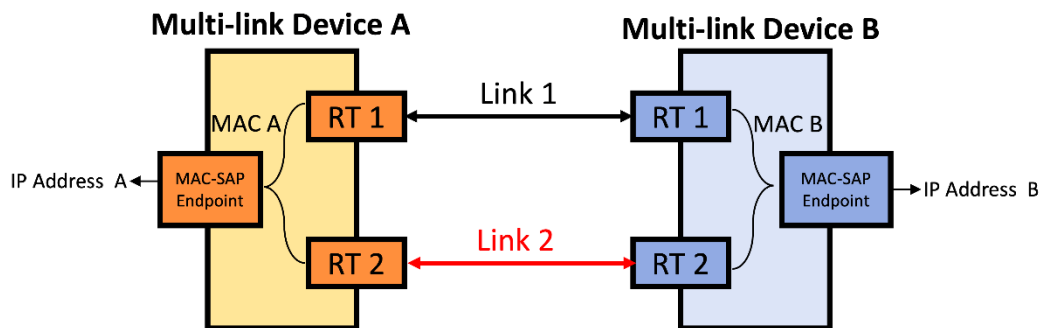 Multi-link Device A
Multi-link Device B
RT 1
Link 1
RT 1
MAC A
MAC B
IP Address A
MAC-SAP
Endpoint
MAC-SAP
Endpoint
IP Address B
RT 2
Link 2
RT 2